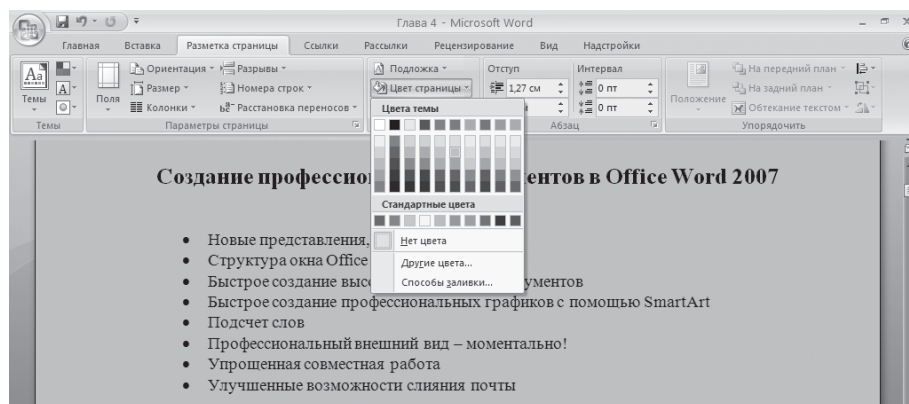 Глава 4 - Microsoft Word
Главная Вставка Разметка страницы Ссылки Рассылки Рецензирование Вид Надстройки
Aa Темы A Поля Ориентация Размер Колонки Разрывы Номера строк Расстановка переносов Подложка Цвет страницы Отступ 1,27 см Интервал 0 пт 0 пт Положение На передний план На задний план Обтекание текстом
Темы Параметры страницы Абзац Упорядочить
Цвета темы
Стандартные цвета
Нет цвета
Другие цвета...
Способы заливки...
Создание профессио ентов в Office Word 2007
• Новые представления,
• Структура окна Office
• Быстрое создание выс ументов
• Быстрое создание профессиональных графиков с помощью SmartArt
• Подсчет слов
• Профессиональный внешний вид – моментально!
• Упрощенная совместная работа
• Улучшенные возможности слияния почты